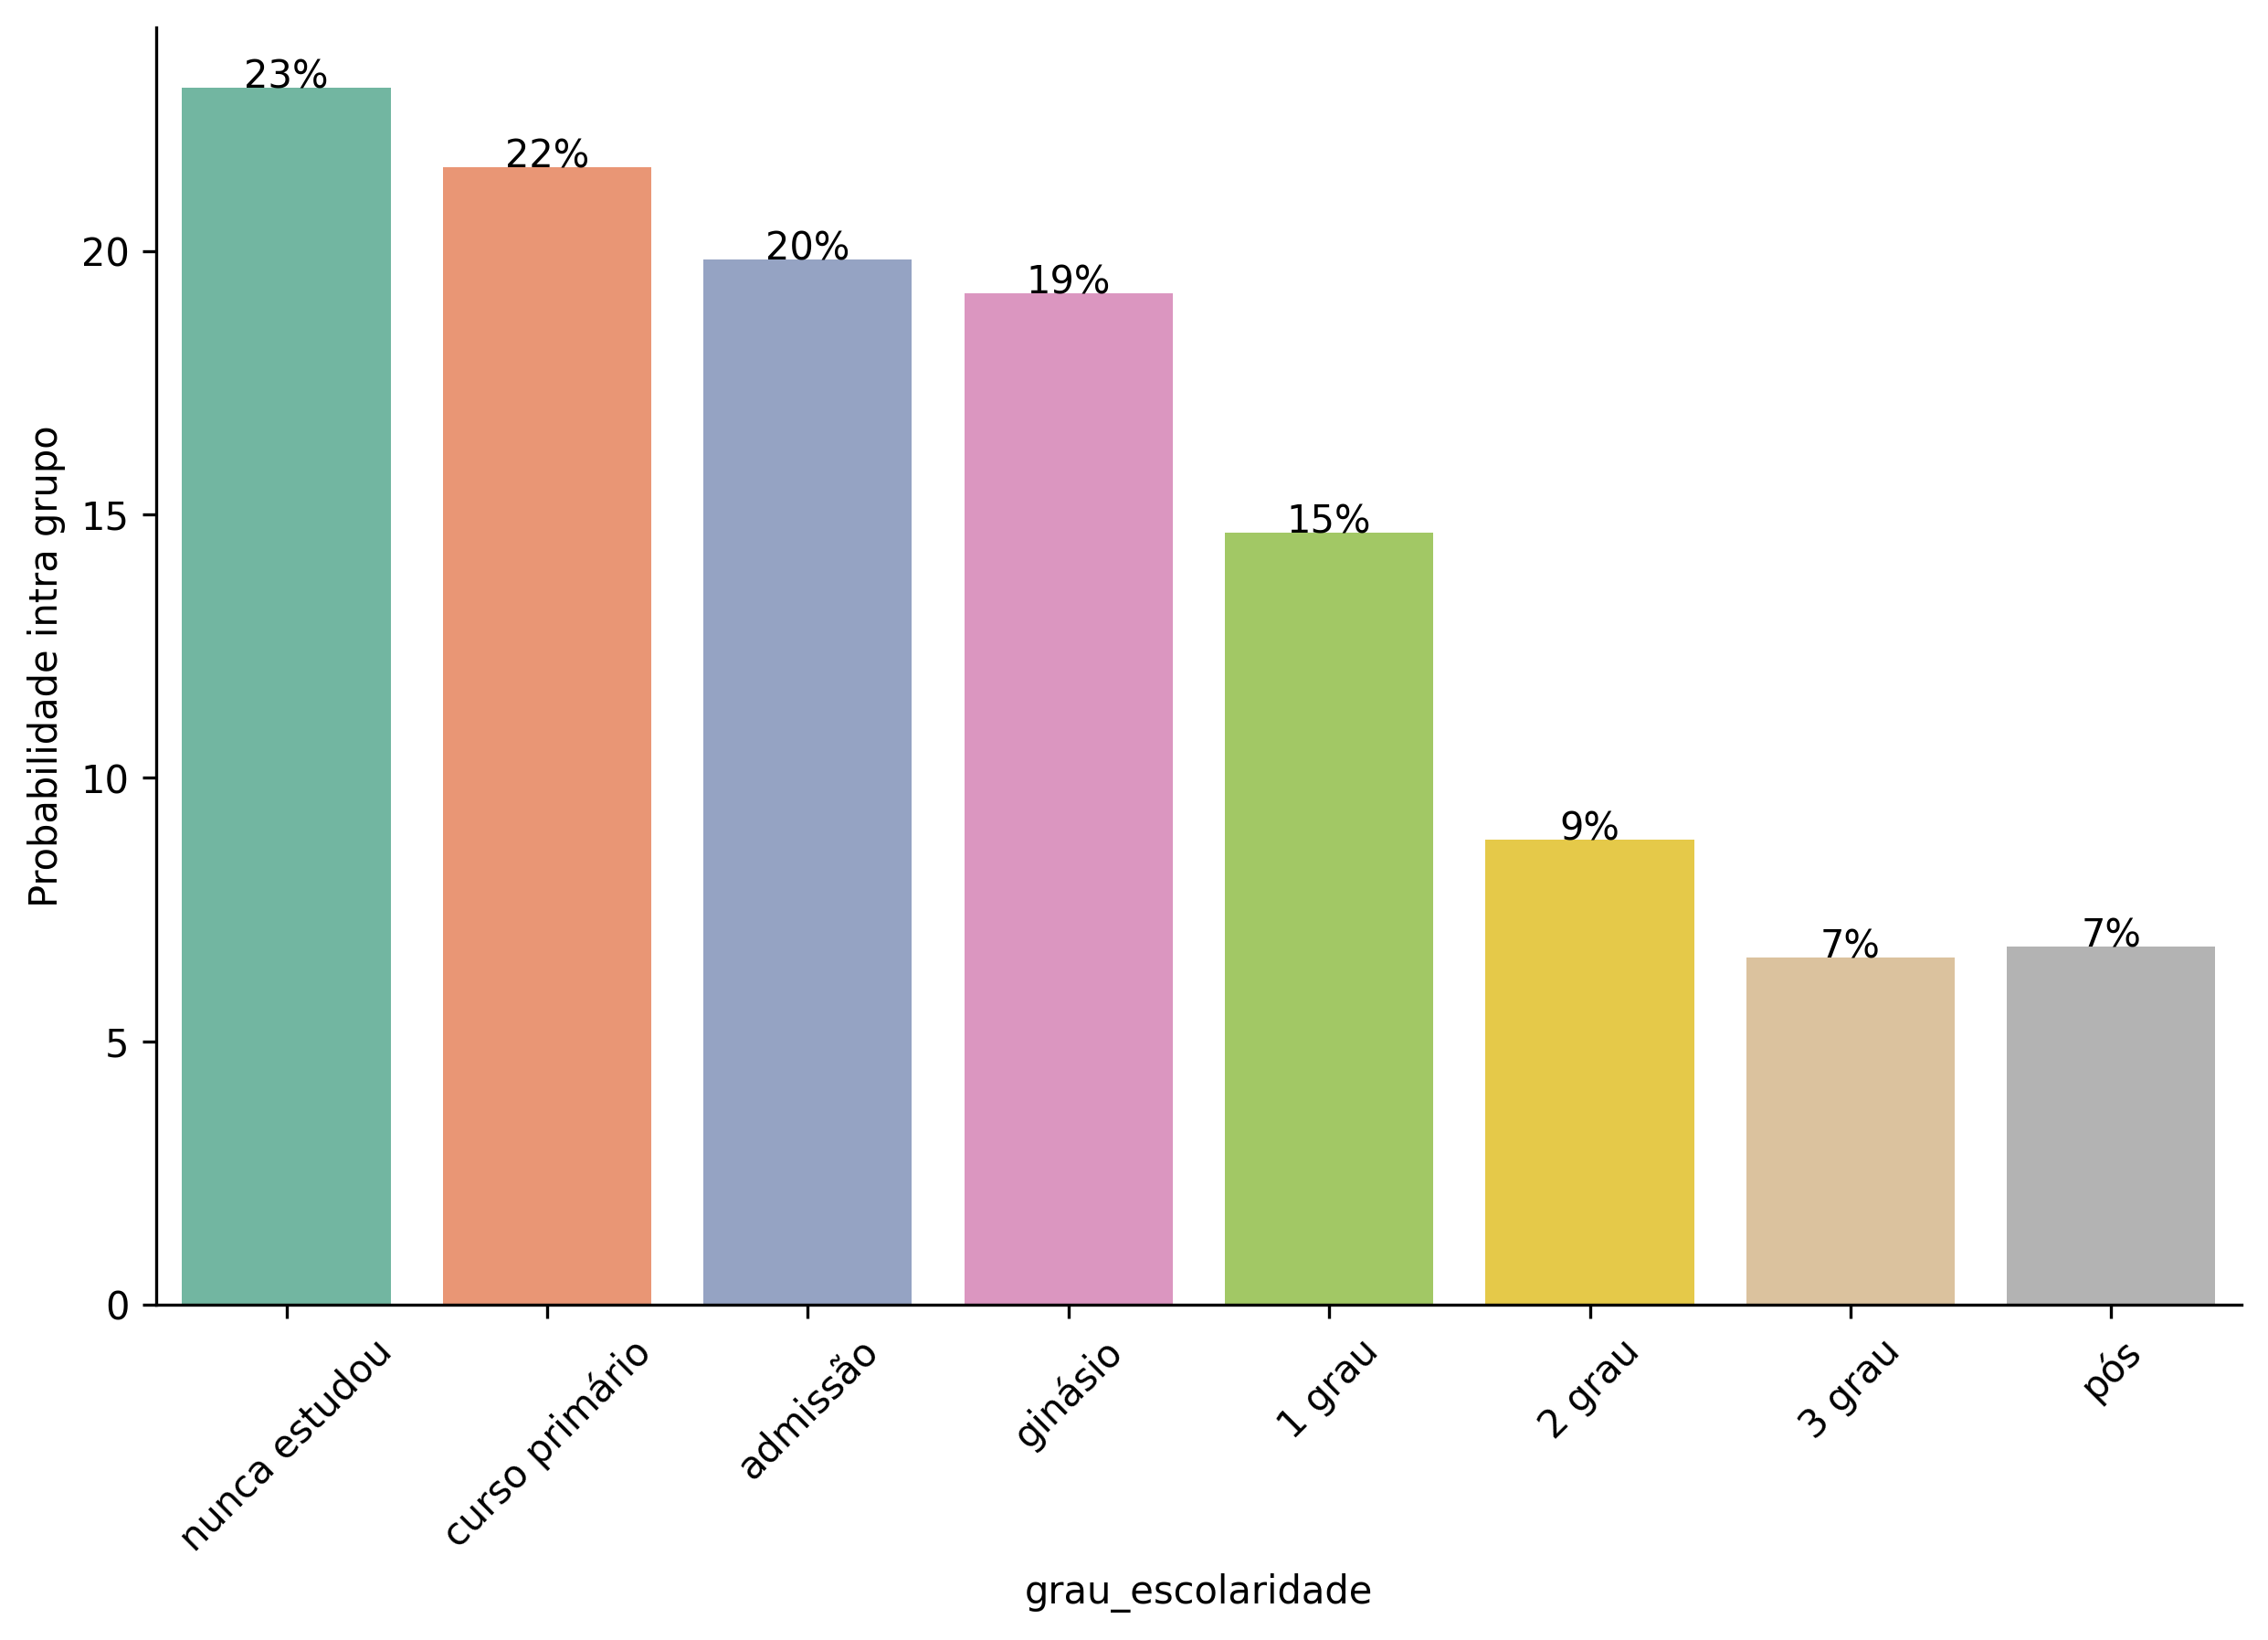 23%
22%
20%
19%
15%
9%
7%
7%
20
15
10
5
0
Probabilidade intra grupo
nunca estudou
curso primário
admissão
ginásio
1 grau
2 grau
3 grau
pós
grau_escolaridade